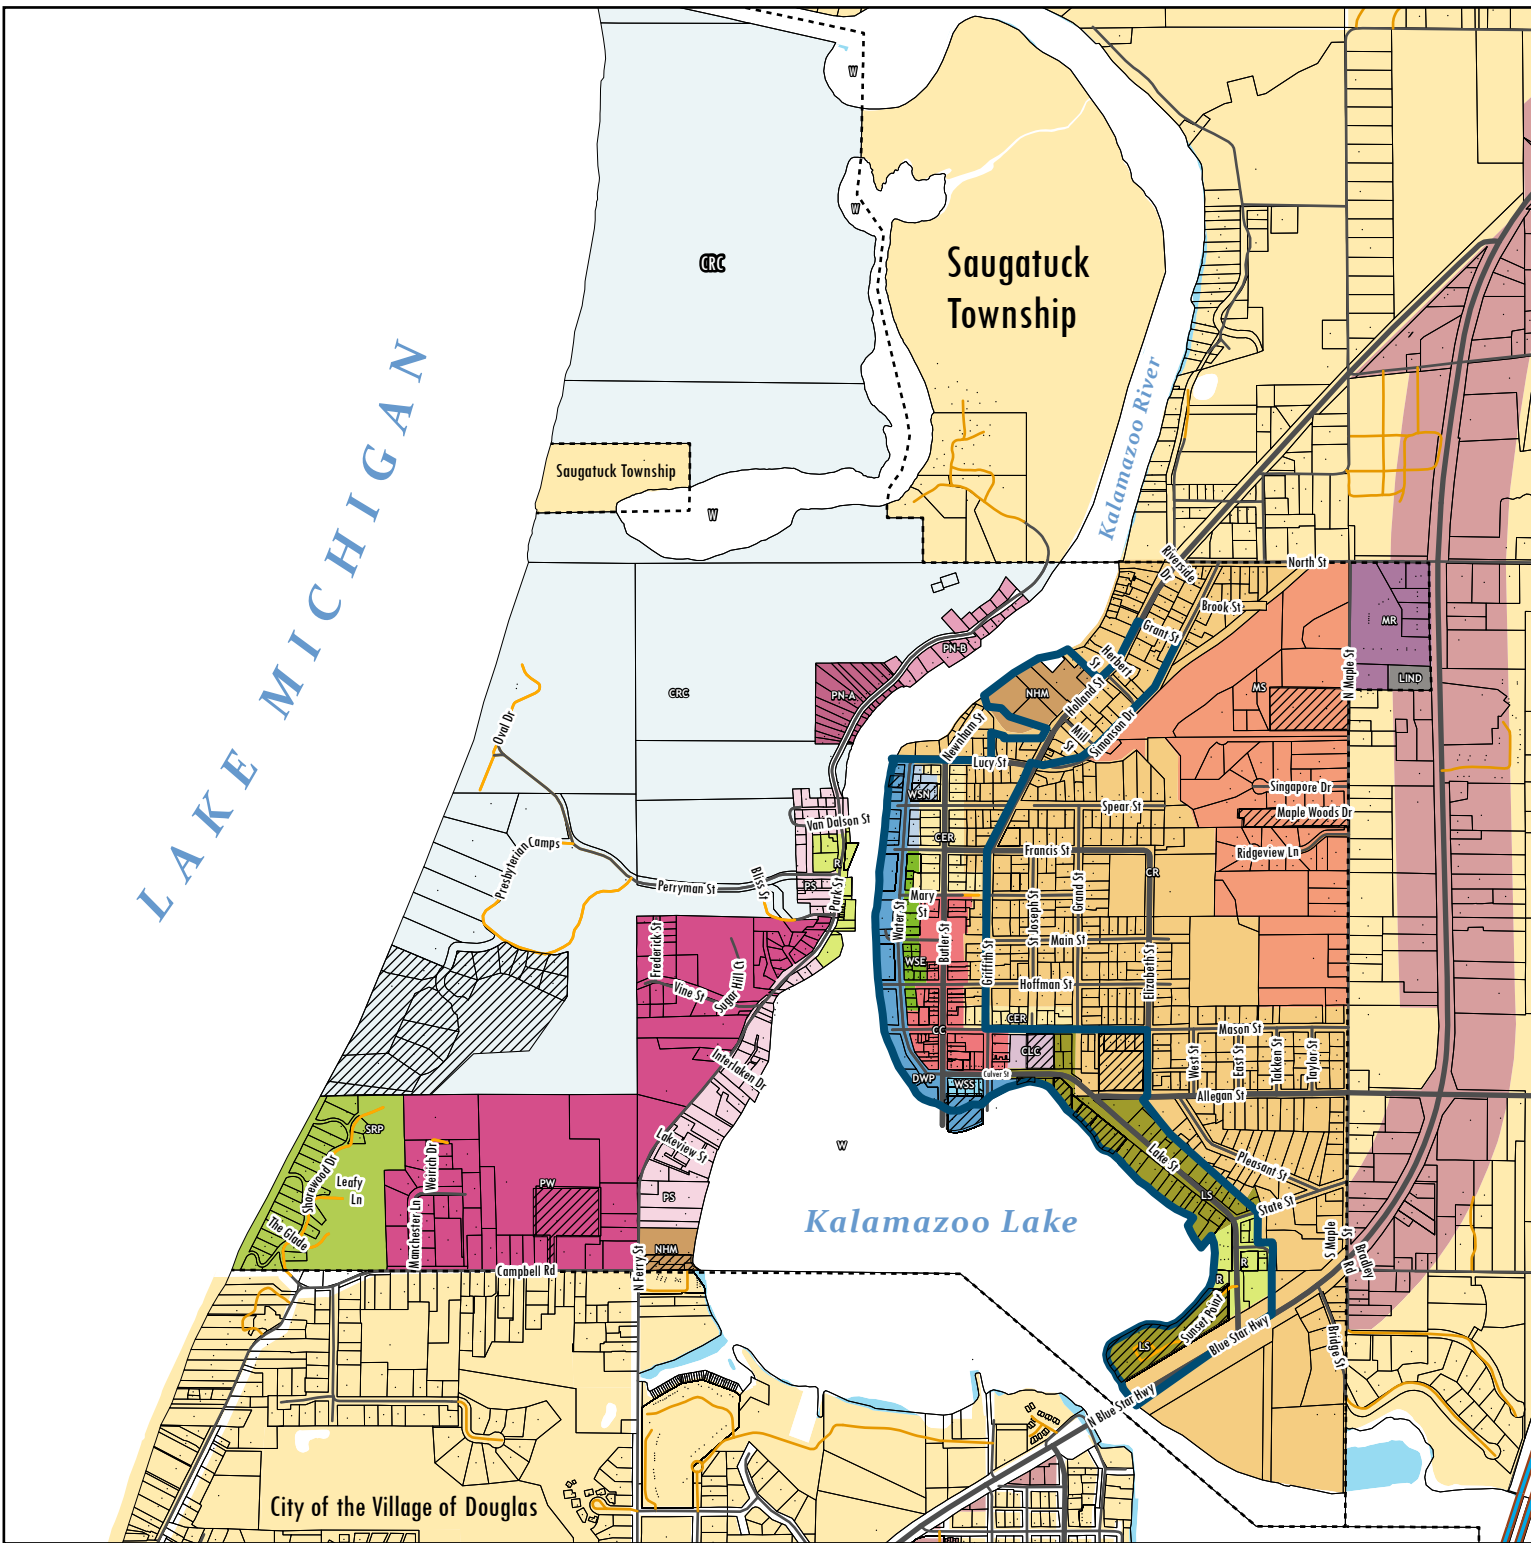 W
W
CRC
Saugatuck
Township
LAKE MICHIGAN
Kalamazoo River
Saugatuck Township
W
North St
Riverside
Dr
Brook St
Grant St
MR
Herbert
St
N Maple St
LIND
PN-B
PN-A
CRC
NHM
Holland St
MS
Oval Dr
Newnham St
Mill
St
Simonson Dr
Lucy St
WSN
Singapore Dr
Spear St
Maple Woods Dr
Van Dalson St
CER
Francis St
Ridgeview Ln
Presbyterian Camps
R
CR
Perryman St
Bliss St
PS
Park St
Mary
St
Grand St
St Joseph St
Water St
Butler St
Griffith St
Main St
Frederick St
WSE
Elizabeth St
Sugar Hill Ct
Vine St
Hoffman St
CER
CC
Mason St
CLC
West St
East St
Takken St
Taylor St
Interlaken Dr
DWP
WSS
Culver St
Allegan St
SRP
Lakeview St
W
Lake St
Pleasant St
Shorewood Dr
Leafy
Ln
Weirich Dr
PW
PS
LS
State St
Manchester Ln
The Glade
Kalamazoo Lake
S Maple
St
Bradley
Rd
NHM
N Ferry St
Campbell Rd
R
R
Sunset Point
LS
Blue Star Hwy
Bridge St
N Blue Star Hwy
City of the Village of Douglas